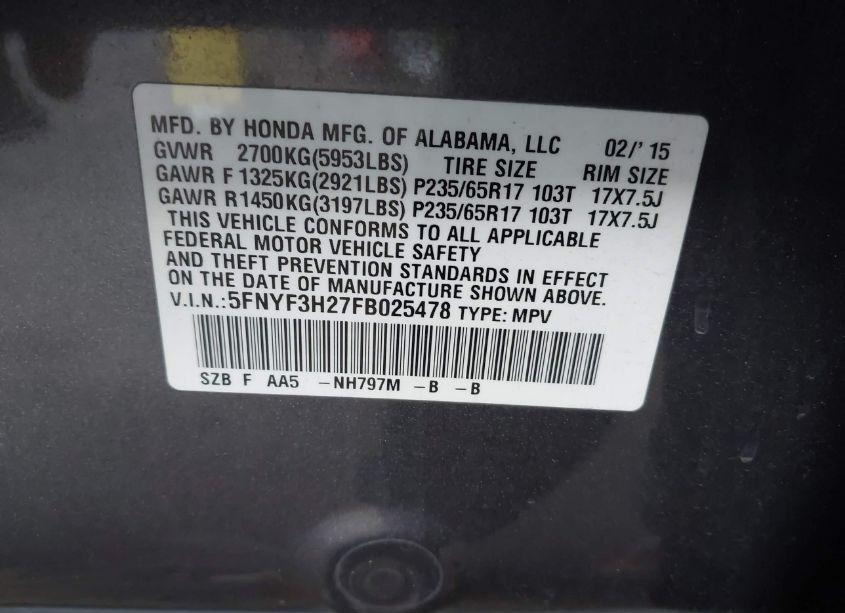 MFD. BY HONDA MFG. OF ALABAMA, LLC 02/' 15
GVWR 2700KG(5953LBS) TIRE SIZE RIM SIZE
GAWR F 1325KG(2921LBS) P235/65R17 103T 17X7.5J
GAWR R1450KG(3197LBS) P235/65R17 103T 17X7.5J
THIS VEHICLE CONFORMS TO ALL APPLICABLE
FEDERAL MOTOR VEHICLE SAFETY
AND THEFT PREVENTION STANDARDS IN EFFECT
ON THE DATE OF MANUFACTURE SHOWN ABOVE.
V.I.N.:5FNYF3H27FB025478 TYPE: MPV
SZB F AA5 -NH797M -B -B